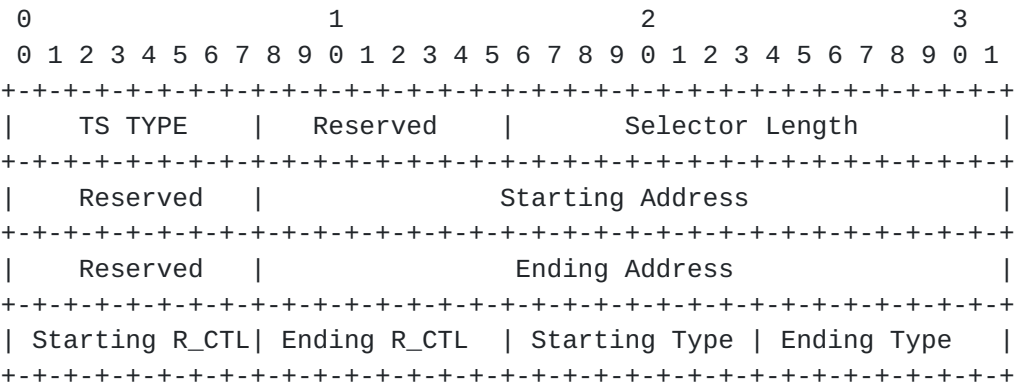 0                   1                   2                   3
 0 1 2 3 4 5 6 7 8 9 0 1 2 3 4 5 6 7 8 9 0 1 2 3 4 5 6 7 8 9 0 1
+-+-+-+-+-+-+-+-+-+-+-+-+-+-+-+-+-+-+-+-+-+-+-+-+-+-+-+-+-+-+-+-+
|    TS TYPE    |   Reserved    |       Selector Length         |
+-+-+-+-+-+-+-+-+-+-+-+-+-+-+-+-+-+-+-+-+-+-+-+-+-+-+-+-+-+-+-+-+
|    Reserved   |               Starting Address                |
+-+-+-+-+-+-+-+-+-+-+-+-+-+-+-+-+-+-+-+-+-+-+-+-+-+-+-+-+-+-+-+-+
|    Reserved   |                Ending Address                 |
+-+-+-+-+-+-+-+-+-+-+-+-+-+-+-+-+-+-+-+-+-+-+-+-+-+-+-+-+-+-+-+-+
| Starting R_CTL| Ending R_CTL  | Starting Type | Ending Type   |
+-+-+-+-+-+-+-+-+-+-+-+-+-+-+-+-+-+-+-+-+-+-+-+-+-+-+-+-+-+-+-+-+